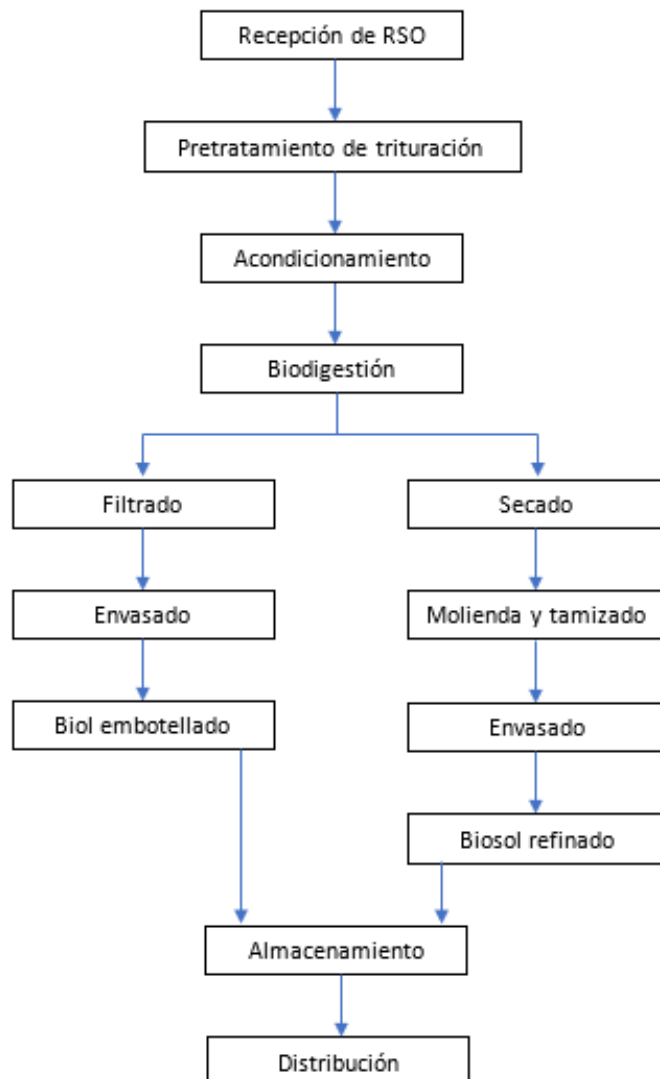 Recepción de RSO
Pretratamiento de trituración
Acondicionamiento
Biodigestión
Filtrado
Envasado
Biol embotellado
Secado
Molienda y tamizado
Envasado
Biosol refinado
Almacenamiento
Distribución